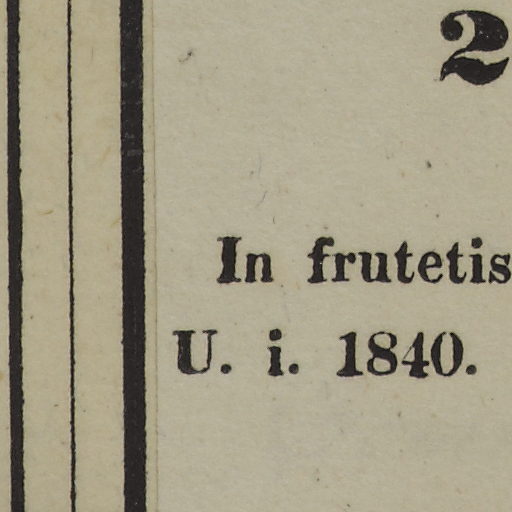 2
In frutetis
U. i. 1840.